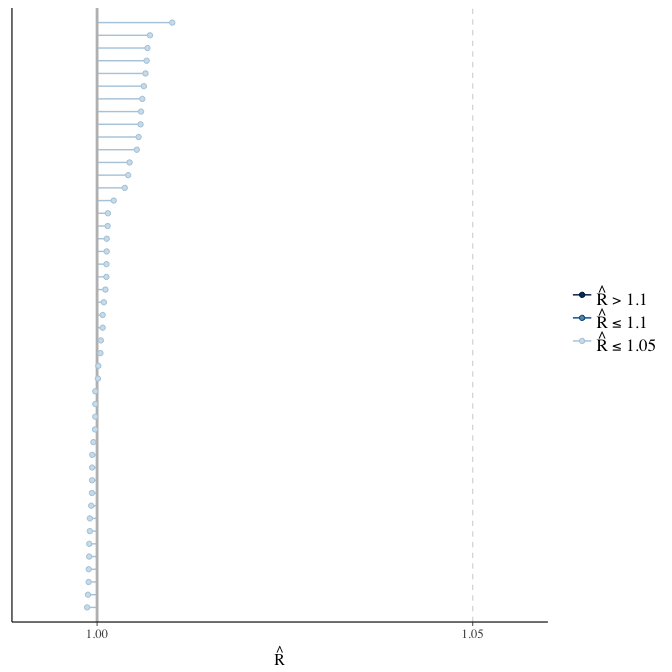 R̂ > 1.1
R̂ ≤ 1.1
R̂ ≤ 1.05
1.00 1.05
R̂